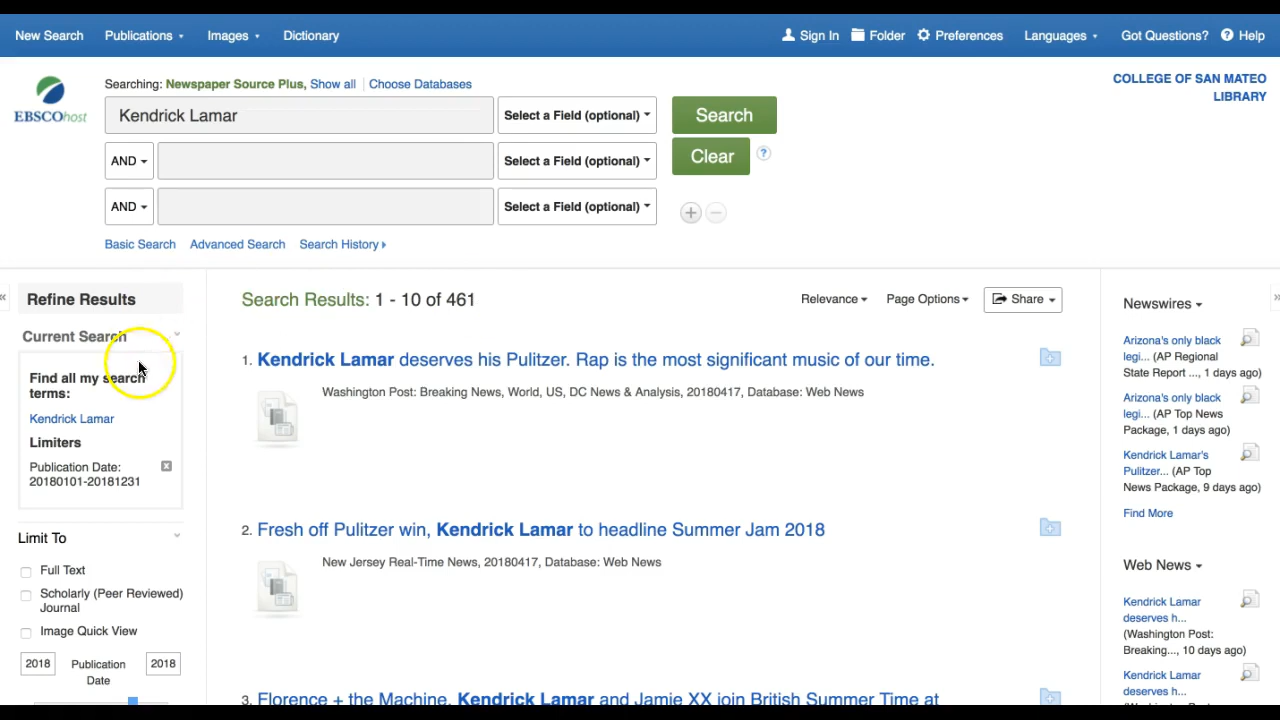 New Search Publications Images Dictionary Sign In Folder Preferences Languages Got Questions? Help
COLLEGE OF SAN MATEO
LIBRARY
EBSCOhost
Searching: Newspaper Source Plus, Show all | Choose Databases
Kendrick Lamar Select a Field (optional) Search
AND Select a Field (optional) Clear ?
AND Select a Field (optional)
Basic Search Advanced Search Search History
Refine Results
Current Search
Find all my search
terms:
Kendrick Lamar
Limiters
Publication Date:
20180101-20181231
Limit To
Full Text
Scholarly (Peer Reviewed)
Journal
Image Quick View
2018 Publication 2018
Date
Search Results: 1 - 10 of 461 Relevance Page Options Share
1. Kendrick Lamar deserves his Pulitzer. Rap is the most significant music of our time.
Washington Post: Breaking News, World, US, DC News & Analysis, 20180417, Database: Web News
2. Fresh off Pulitzer win, Kendrick Lamar to headline Summer Jam 2018
New Jersey Real-Time News, 20180417, Database: Web News
3. Florence + the Machine, Kendrick Lamar and Jamie XX join British Summer Time at
Newswires
Arizona's only black
legi... (AP Regional
State Report ..., 1 days ago)
Arizona's only black
legi... (AP Top News
Package, 1 days ago)
Kendrick Lamar's
Pulitzer... (AP Top
News Package, 9 days ago)
Find More
Web News
Kendrick Lamar
deserves h...
(Washington Post:
Breaking..., 10 days ago)
Kendrick Lamar
deserves h...